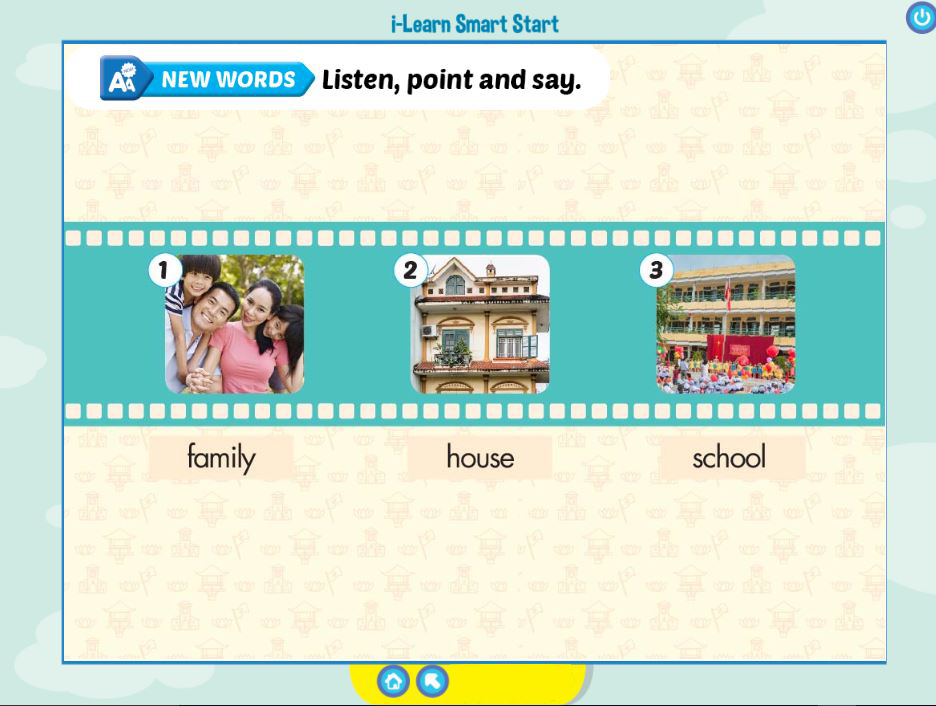 i-Learn Smart Start
NEW WORDS Listen, point and say.
1
2
3
family
house
school